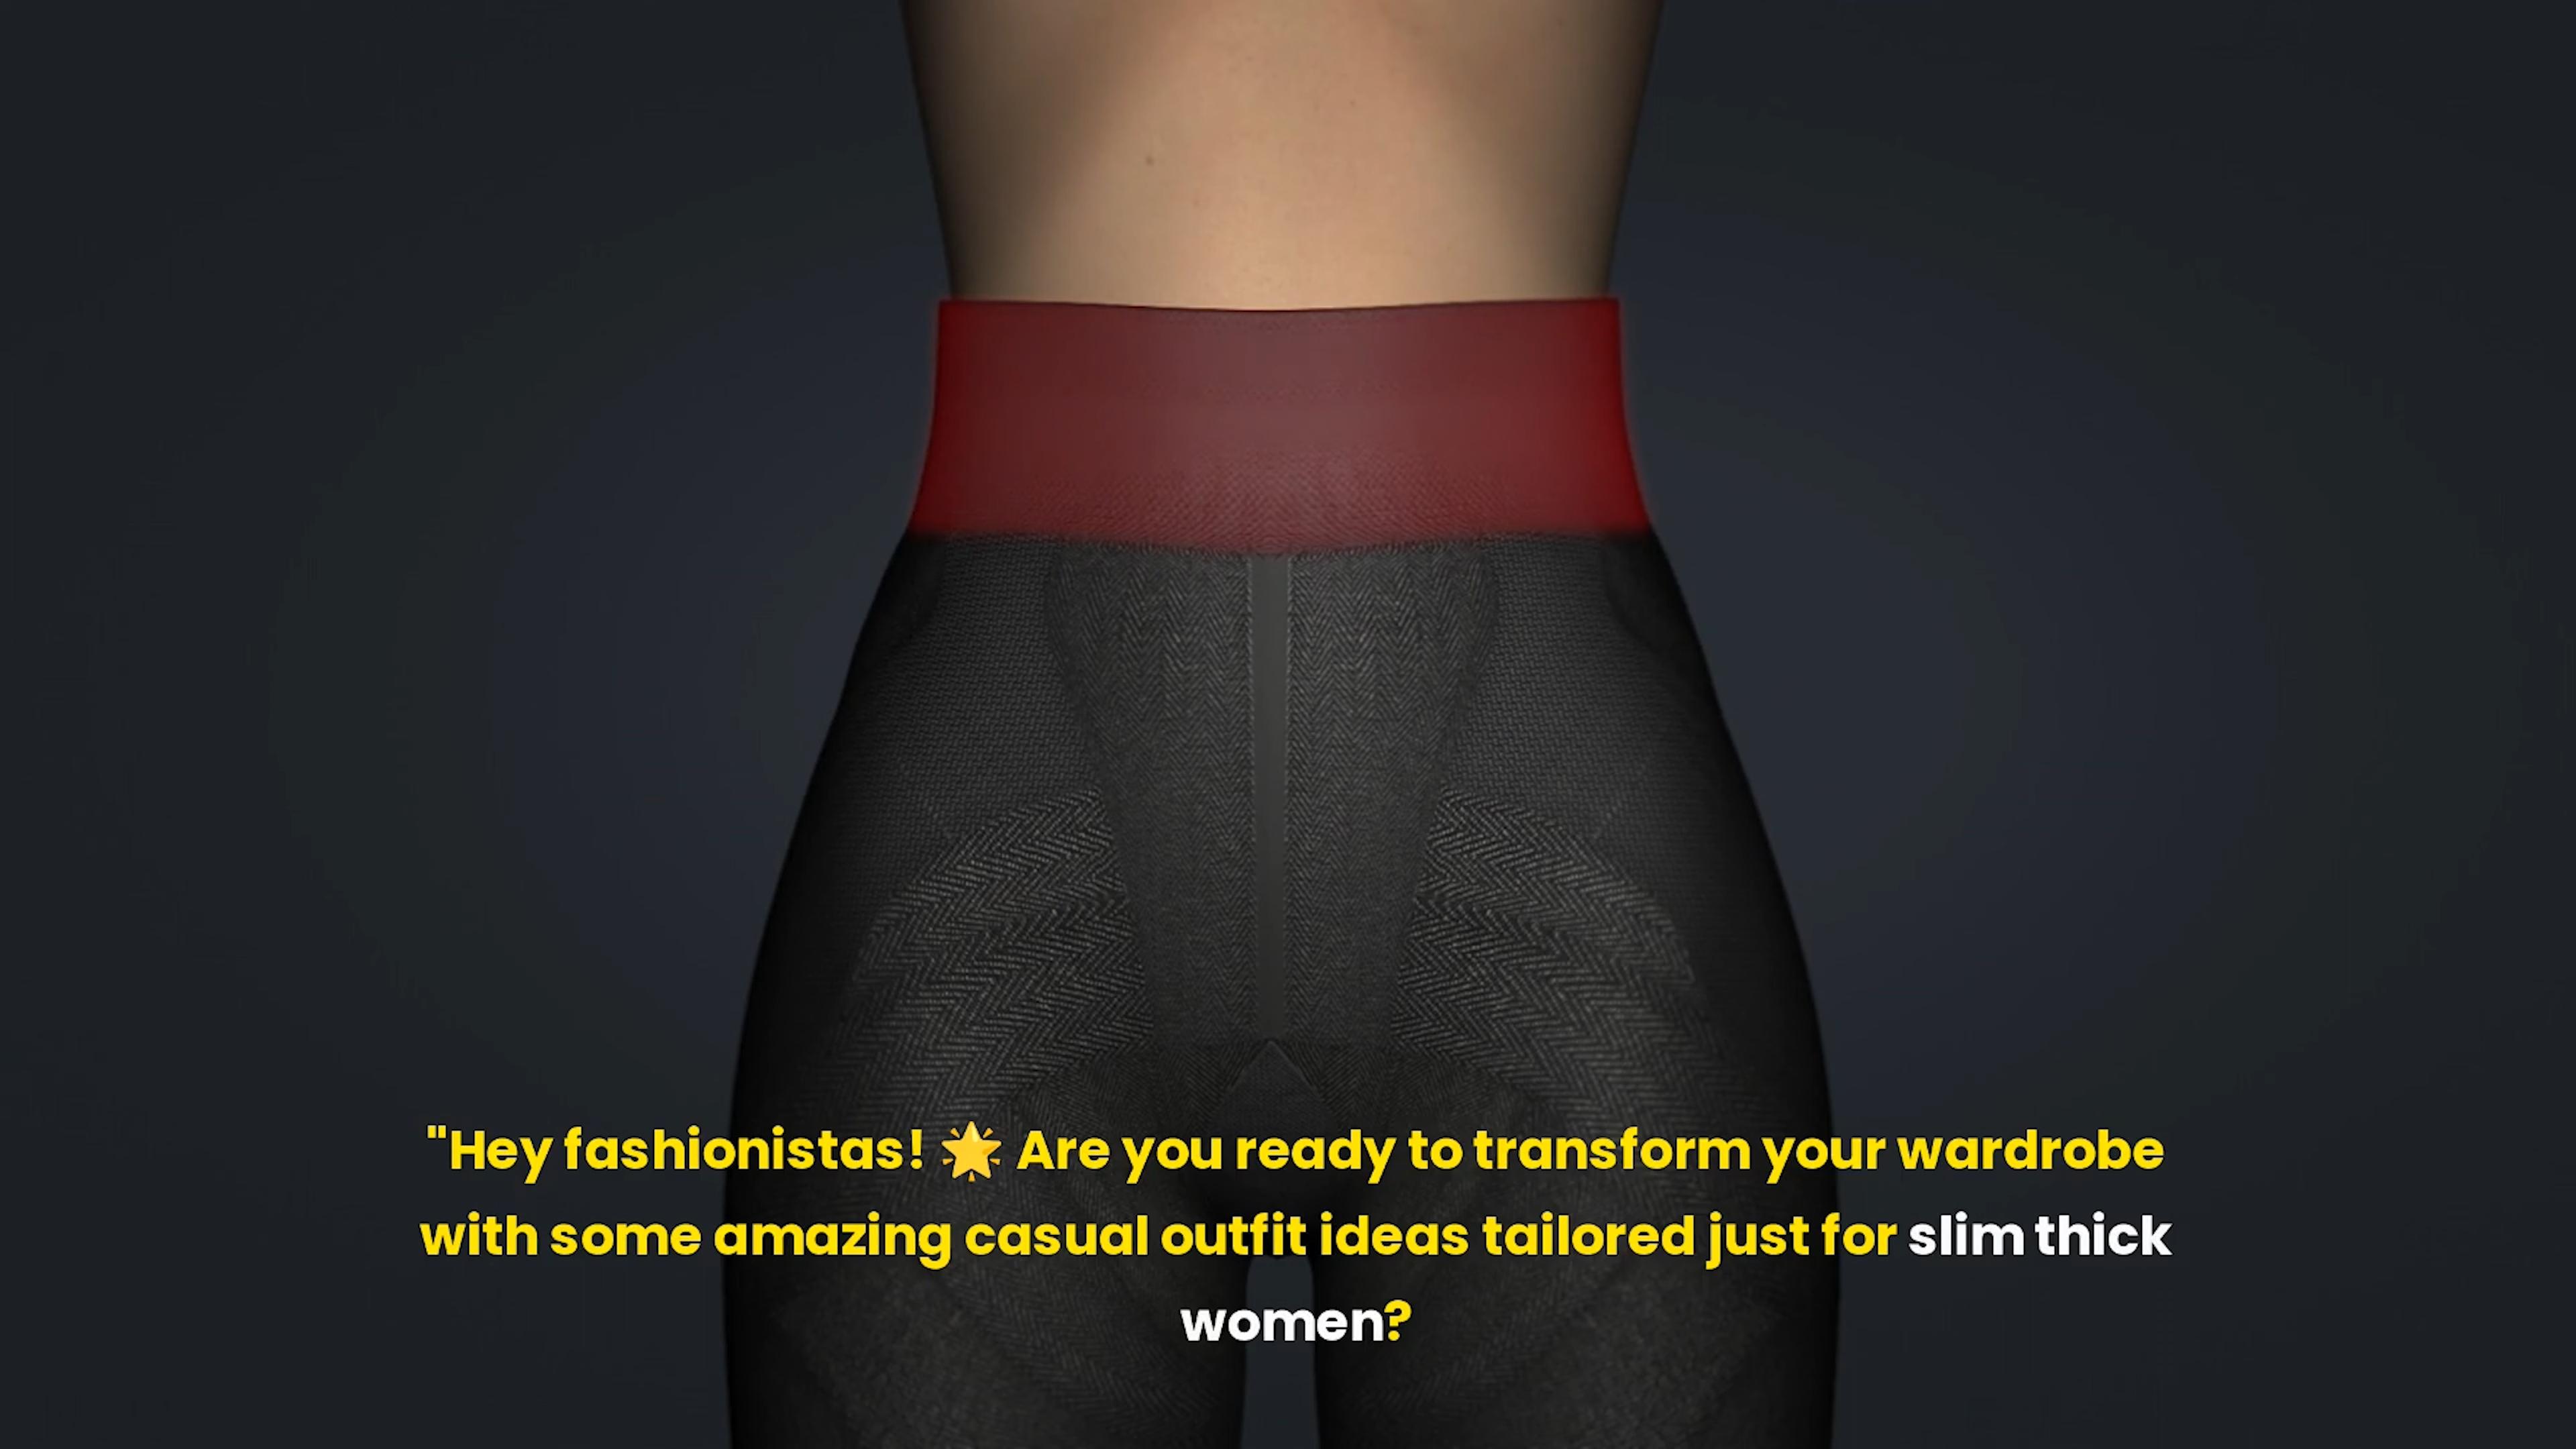 "Hey fashionistas! 🌟 Are you ready to transform your wardrobe
with some amazing casual outfit ideas tailored just for slim thick
women?